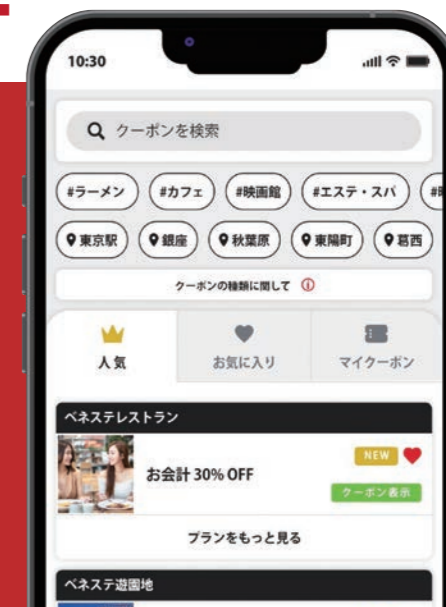 10:30
クーポンを検索
#ラーメン #カフェ #映画館 #エステ・スパ
東京駅 銀座 秋葉原 東陽町 葛西
クーポンの種類に関して
人気 お気に入り マイクーポン
ベネステレストラン
NEW
お会計 30% OFF
クーポン表示
プランをもっと見る
ベネステ遊園地